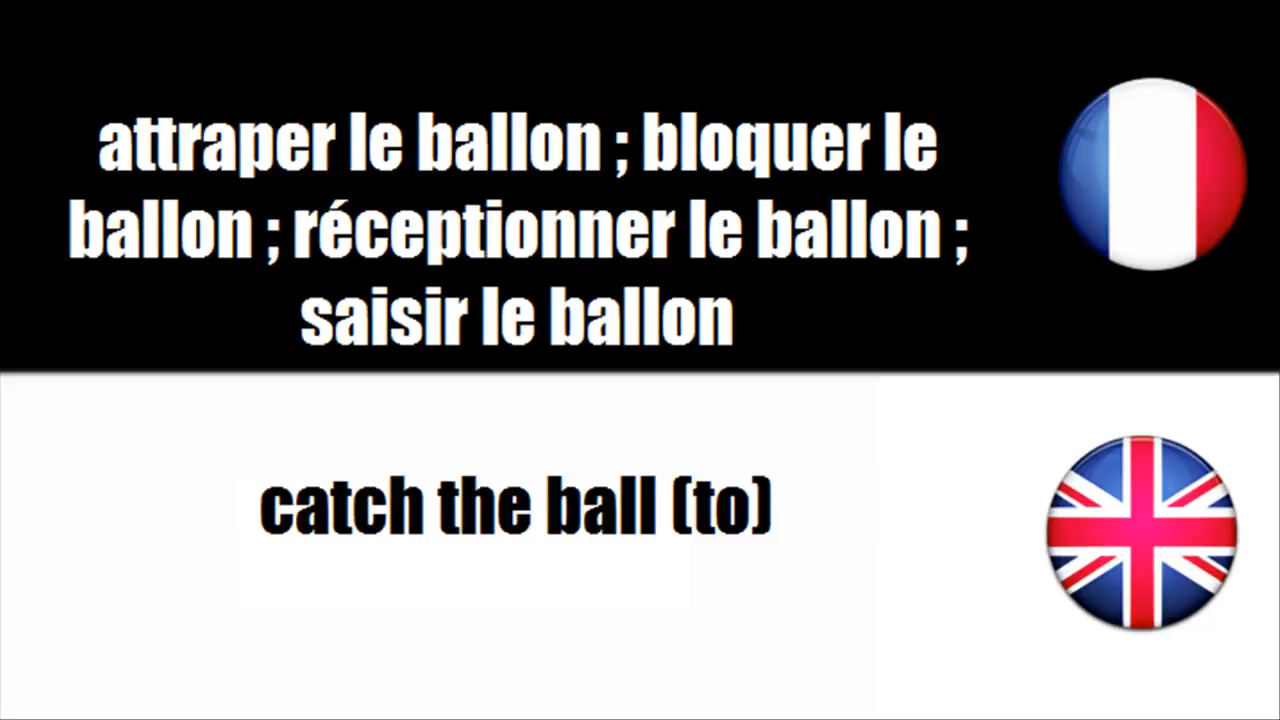 attraper le ballon ; bloquer le
ballon ; réceptionner le ballon ;
saisir le ballon
catch the ball (to)